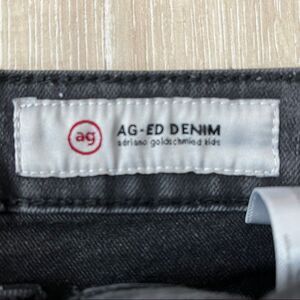 ag
AG-ED DENIM
adriano goldschmied kids